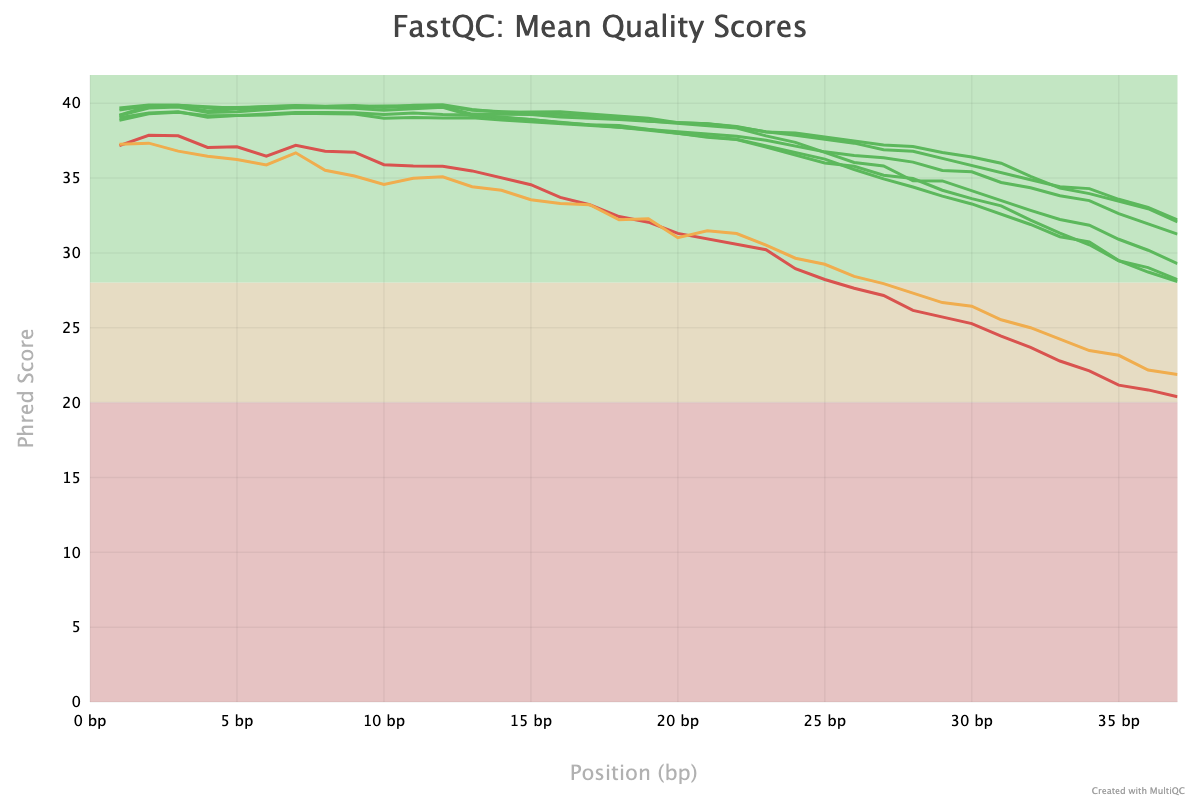 FastQC: Mean Quality Scores
Phred Score
40
35
30
25
20
15
10
5
0
0 bp
5 bp
10 bp
15 bp
20 bp
25 bp
30 bp
35 bp
Position (bp)
Created with MultiQC